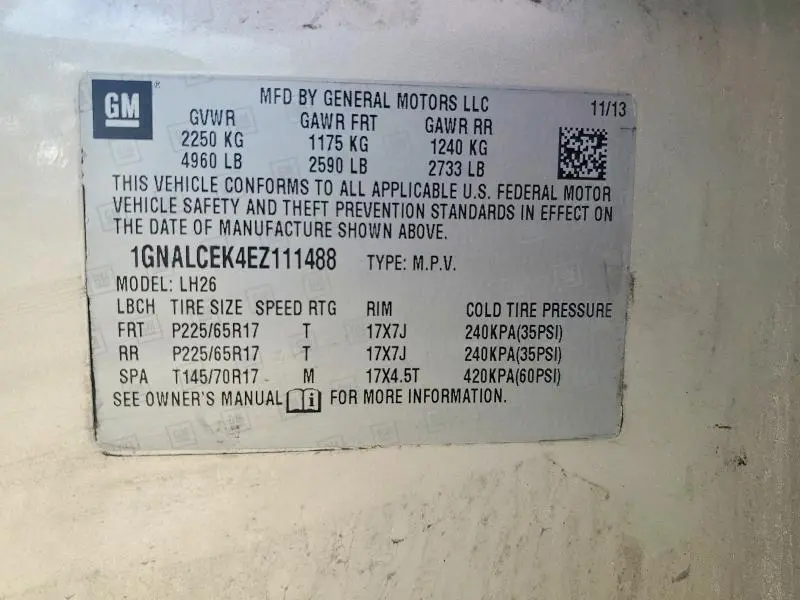 GM
MFD BY GENERAL MOTORS LLC 11/13
GVWR GAWR FRT GAWR RR
2250 KG 1175 KG 1240 KG
4960 LB 2590 LB 2733 LB
THIS VEHICLE CONFORMS TO ALL APPLICABLE U.S. FEDERAL MOTOR
VEHICLE SAFETY AND THEFT PREVENTION STANDARDS IN EFFECT ON
THE DATE OF MANUFACTURE SHOWN ABOVE.
1GNALCEK4EZ111488 TYPE: M.P.V.
MODEL: LH26
LBCH TIRE SIZE SPEED RTG RIM COLD TIRE PRESSURE
FRT P225/65R17 T 17X7J 240KPA(35PSI)
RR P225/65R17 T 17X7J 240KPA(35PSI)
SPA T145/70R17 M 17X4.5T 420KPA(60PSI)
SEE OWNER'S MANUAL i FOR MORE INFORMATION.